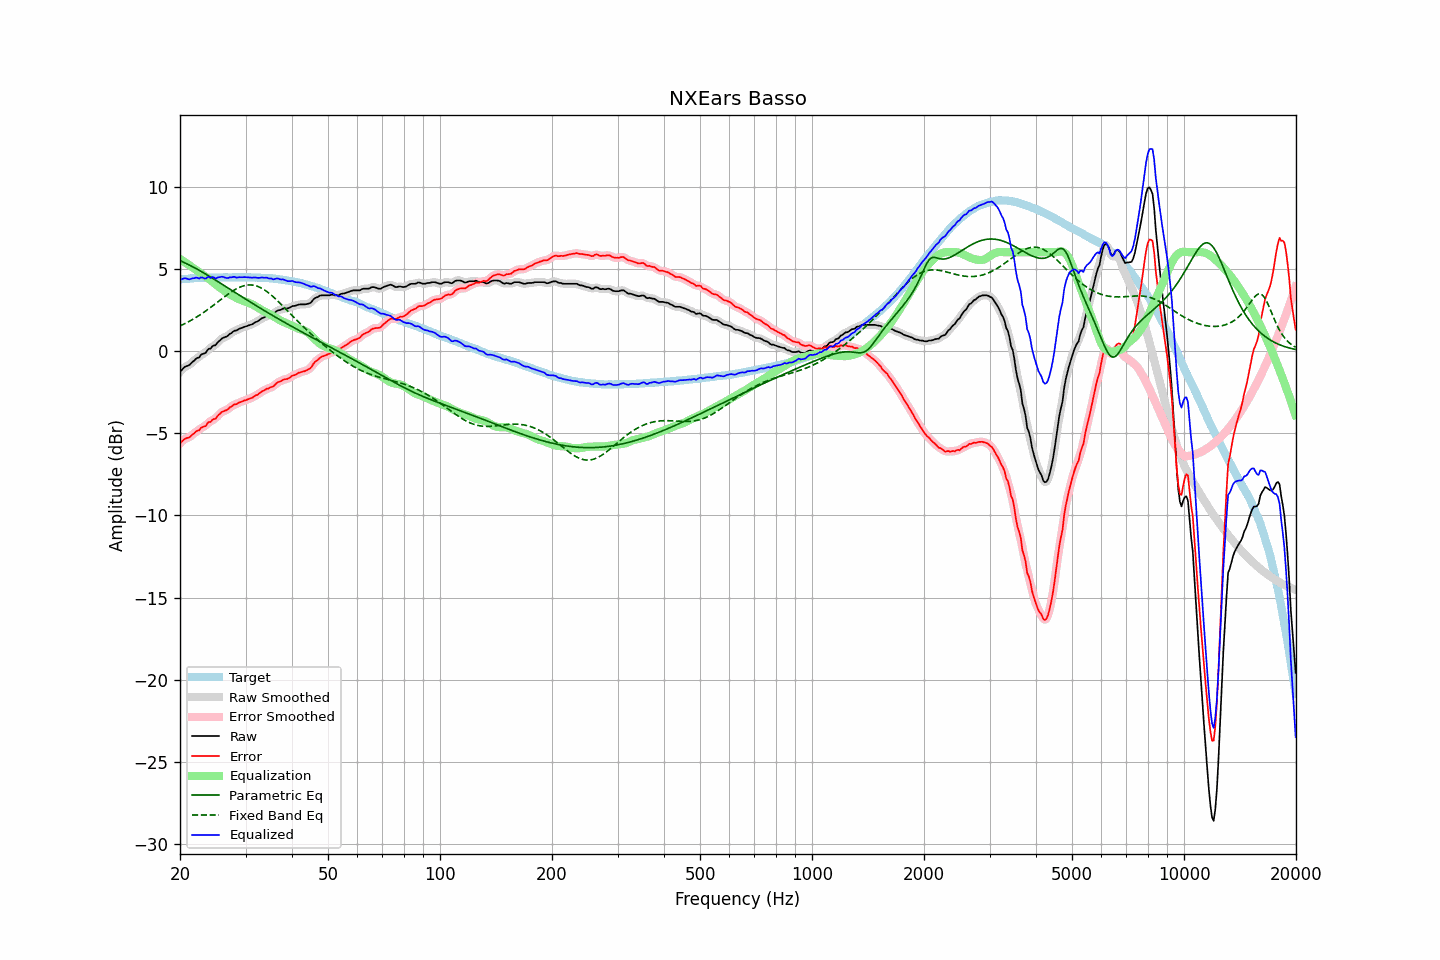 NXEars Basso
Amplitude (dBr)
10
5
0
−5
−10
−15
−20
−25
−30
Target
Raw Smoothed
Error Smoothed
Raw
Error
Equalization
Parametric Eq
Fixed Band Eq
Equalized
20 50 100 200 500 1000 2000 5000 10000 20000
Frequency (Hz)